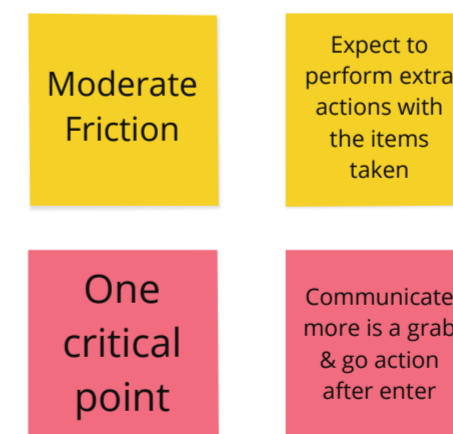 Moderate
Friction
Expect to
perform extra
actions with
the items
taken
One
critical
point
Communicate
more is a grab
& go action
after enter